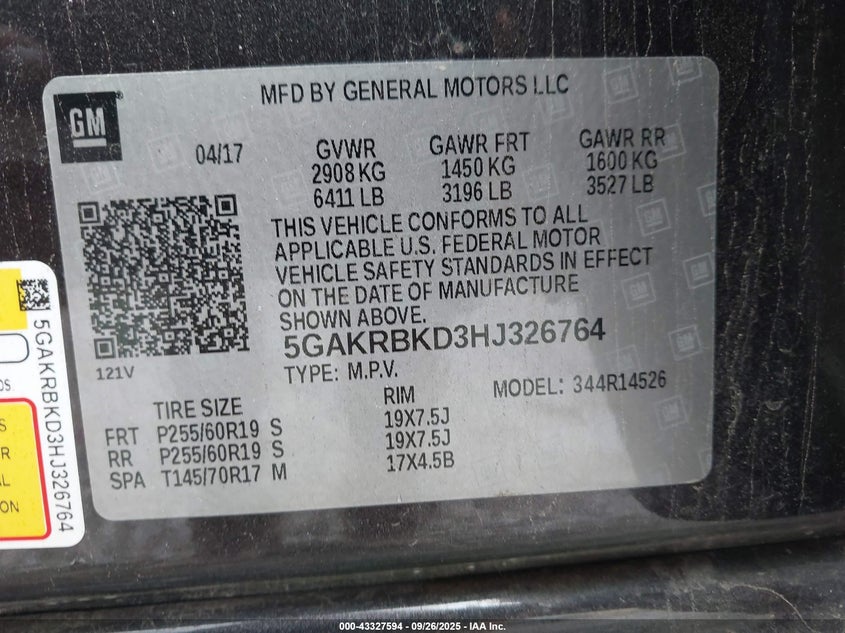 GM
MFD BY GENERAL MOTORS LLC
04/17
GVWR
2908 KG
6411 LB
GAWR FRT
1450 KG
3196 LB
GAWR RR
1600 KG
3527 LB
THIS VEHICLE CONFORMS TO ALL
APPLICABLE U.S. FEDERAL MOTOR
VEHICLE SAFETY STANDARDS IN EFFECT
ON THE DATE OF MANUFACTURE
SHOWN ABOVE.
5GAKRBKD3HJ326764
TYPE: M.P.V.
MODEL: 344R14526
121V
TIRE SIZE RIM
FRT P255/60R19 S 19X7.5J
RR P255/60R19 S 19X7.5J
SPA T145/70R17 M 17X4.5B
5GAKRBKD3HJ326764
000-43327594 - 09/26/2025 - IAA Inc.